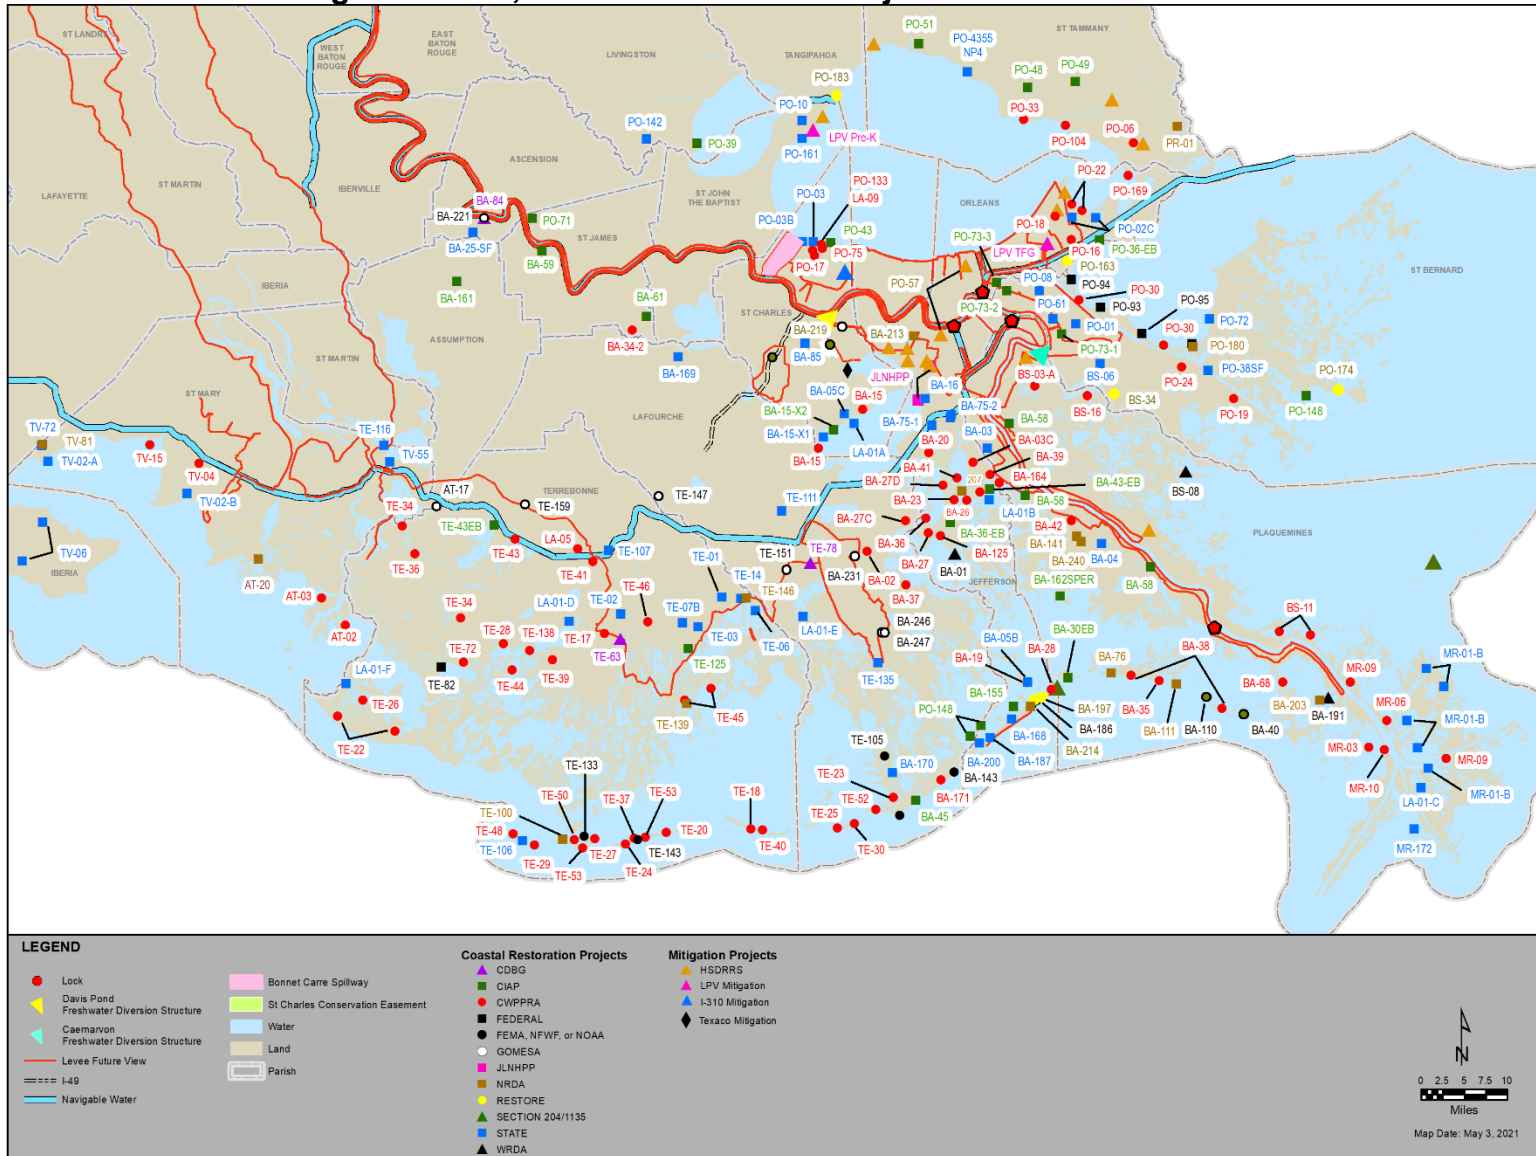 ST LANDRY
WEST
BATON
ROUGE
EAST
BATON
ROUGE
LIVINGSTON
TANGIPAHOA
ST TAMMANY
PO-51
PO-4355
NP4
PO-48
PO-49
PO-183
PO-10
PO-33
PO-142
PO-39
LPV Pro-K
PO-161
PO-104
PO-06
PR-01
ASCENSION
PO-22
LAFAYETTE
ST MARTIN
IBERVILLE
ST JOHN
THE BAPTIST
PO-133
LA-09
ORLEANS
PO-169
BA-84
BA-221
PO-71
PO-03
PO-03B
PO-18
PO-02C
BA-25-SF
ST JAMES
PO-43
PO-73-3
PO-36-EB
BA-59
PO-75
PO-17
LPV TFG
PO-16
PO-163
ST BERNARD
IBERIA
BA-161
BA-61
PO-57
PO-08
PO-94
PO-30
PO-95
ST CHARLES
PO-73-2
PO-61
PO-93
PO-72
BA-219
BA-213
PO-01
PO-30
ASSUMPTION
BA-34-2
BA-85
PO-73-1
PO-180
ST MARTIN
BA-169
JLNHPP
BS-03-A
BS-06
PO-24
PO-38SF
PO-174
ST MARY
BA-05C
BA-15
BA-16
BS-16
BS-34
PO-19
PO-148
LAFOURCHE
BA-15-X2
BA-75-1
BA-75-2
BA-58
TV-72
TV-81
TE-116
BA-15-X1
BA-03
BA-03C
TV-02-A
TV-15
TV-55
BA-15
LA-01A
BA-20
BA-39
TV-04
BA-41
BA-164
BS-08
TV-02-B
AT-17
TERREBONNE
TE-147
BA-27D
207
BA-43-EB
TE-34
TE-159
TE-111
BA-23
BA-26
LA-01B
BA-58
TE-43EB
BA-27C
BA-36-EB
BA-42
PLAQUEMINES
TV-06
TE-43
LA-05
TE-107
TE-01
TE-151
TE-78
BA-36
BA-141
IBERIA
TE-36
TE-41
BA-231
BA-02
BA-27
BA-01
BA-125
BA-240
BA-04
AT-20
TE-14
TE-146
JEFFERSON
BA-162SPER
BA-58
AT-03
TE-34
LA-01-D
TE-02
TE-46
TE-07B
BA-37
BS-11
AT-02
TE-28
TE-138
TE-17
TE-03
TE-06
LA-01-E
BA-246
BA-247
BA-05B
BA-28
BA-30EB
BA-38
TE-72
TE-63
TE-125
TE-135
BA-19
BA-76
MR-09
MR-01-B
LA-01-F
TE-82
TE-44
TE-39
BA-68
BA-155
BA-197
BA-35
BA-203
BA-191
MR-06
TE-26
TE-139
TE-45
PO-148
BA-168
BA-186
BA-111
BA-110
BA-40
MR-01-B
TE-22
BA-214
TE-105
BA-200
BA-187
MR-03
MR-09
TE-133
BA-170
BA-143
MR-10
MR-01-B
TE-50
TE-37
TE-53
TE-18
TE-23
BA-171
LA-01-C
TE-100
TE-52
TE-48
TE-20
TE-25
BA-45
TE-106
TE-29
TE-27
TE-143
TE-40
TE-30
MR-172
TE-53
TE-24
LEGEND
Lock
Davis Pond
Freshwater Diversion Structure
Caernarvon
Freshwater Diversion Structure
Levee Future View
I-49
Navigable Water
Bonnet Carre Spillway
St Charles Conservation Easement
Water
Land
Parish
Coastal Restoration Projects
CDBG
CIAP
CWPPRA
FEDERAL
FEMA, NFWF, or NOAA
GOMESA
JLNHPP
NRDA
RESTORE
SECTION 204/1135
STATE
WRDA
Mitigation Projects
HSDRRS
LPV Mitigation
I-310 Mitigation
Texaco Mitigation
N
0 2.5 5 7.5 10
Miles
Map Date: May 3, 2021